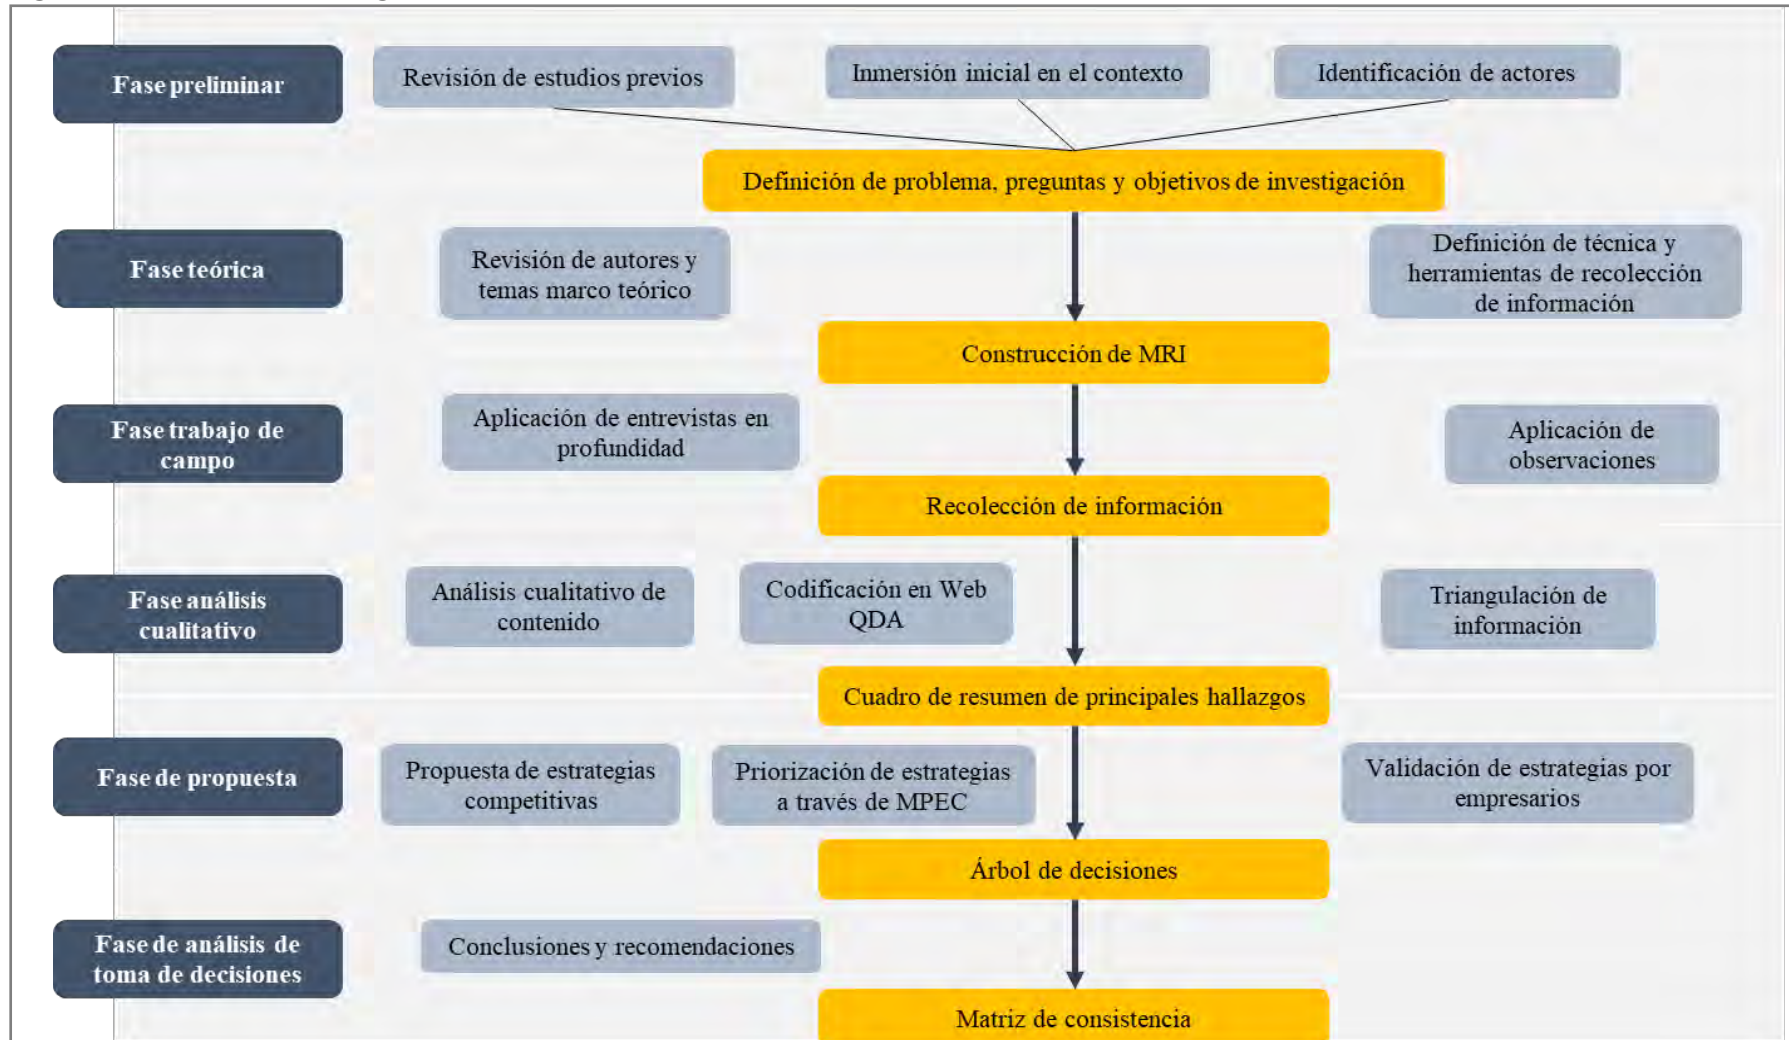 Fase preliminar
Revisión de estudios previos
Inmersión inicial en el contexto
Identificación de actores
Definición de problema, preguntas y objetivos de investigación
Fase teórica
Revisión de autores y
temas marco teórico
Definición de técnica y
herramientas de recolección
de información
Construcción de MRI
Fase trabajo de
campo
Aplicación de entrevistas en
profundidad
Aplicación de
observaciones
Recolección de información
Fase análisis
cualitativo
Análisis cualitativo de
contenido
Codificación en Web
QDA
Triangulación de
información
Cuadro de resumen de principales hallazgos
Fase de propuesta
Propuesta de estrategias
competitivas
Priorización de estrategias
a través de MPEC
Validación de estrategias por
empresarios
Árbol de decisiones
Fase de análisis de
toma de decisiones
Conclusiones y recomendaciones
Matriz de consistencia